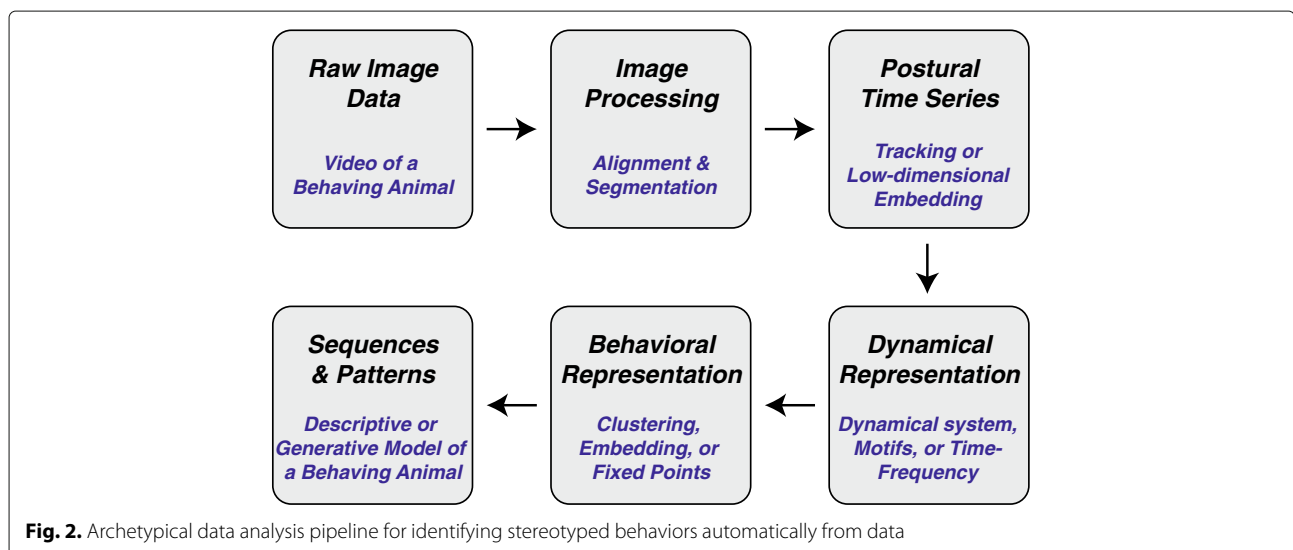 Raw Image
Data
Video of a
Behaving Animal
Image
Processing
Alignment &
Segmentation
Postural
Time Series
Tracking or
Low-dimensional
Embedding
Dynamical
Representation
Dynamical system,
Motifs, or Time-
Frequency
Behavioral
Representation
Clustering,
Embedding, or
Fixed Points
Sequences
& Patterns
Descriptive or
Generative Model of
a Behaving Animal
Fig. 2. Archetypical data analysis pipeline for identifying stereotyped behaviors automatically from data